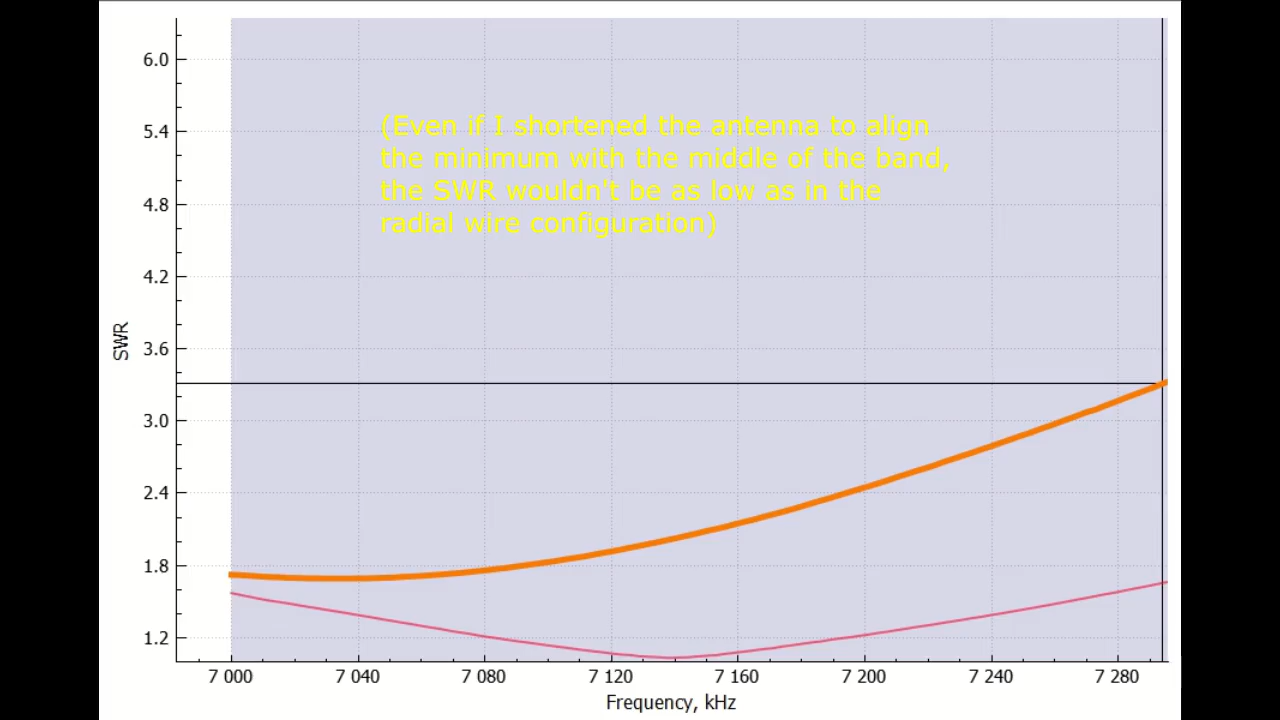 6.0
(Even if I shortened the antenna to align
5.4
the minimum with the middle of the band,
the SWR wouldn't be as low as in the
4.8
radial wire configuration)
4.2
SWR
3.6
3.0
2.4
1.8
1.2
7 000 7 040 7 080 7 120 7 160 7 200 7 240 7 280
Frequency, kHz